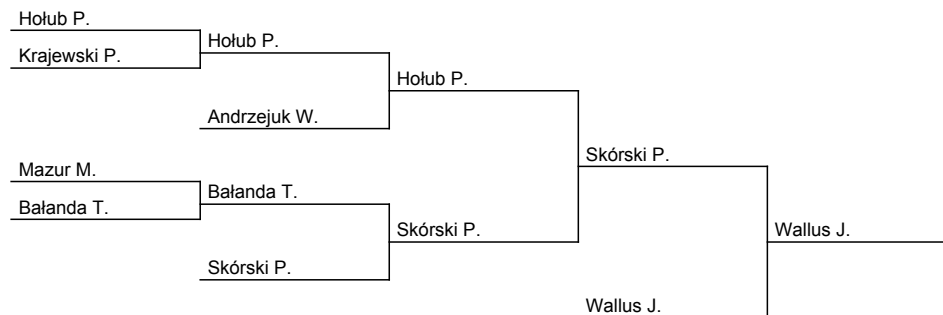 Hołub P.
Krajewski P.
Hołub P.
Andrzejuk W.
Hołub P.
Mazur M.
Bałanda T.
Bałanda T.
Skórski P.
Skórski P.
Skórski P.
Wallus J.
Wallus J.